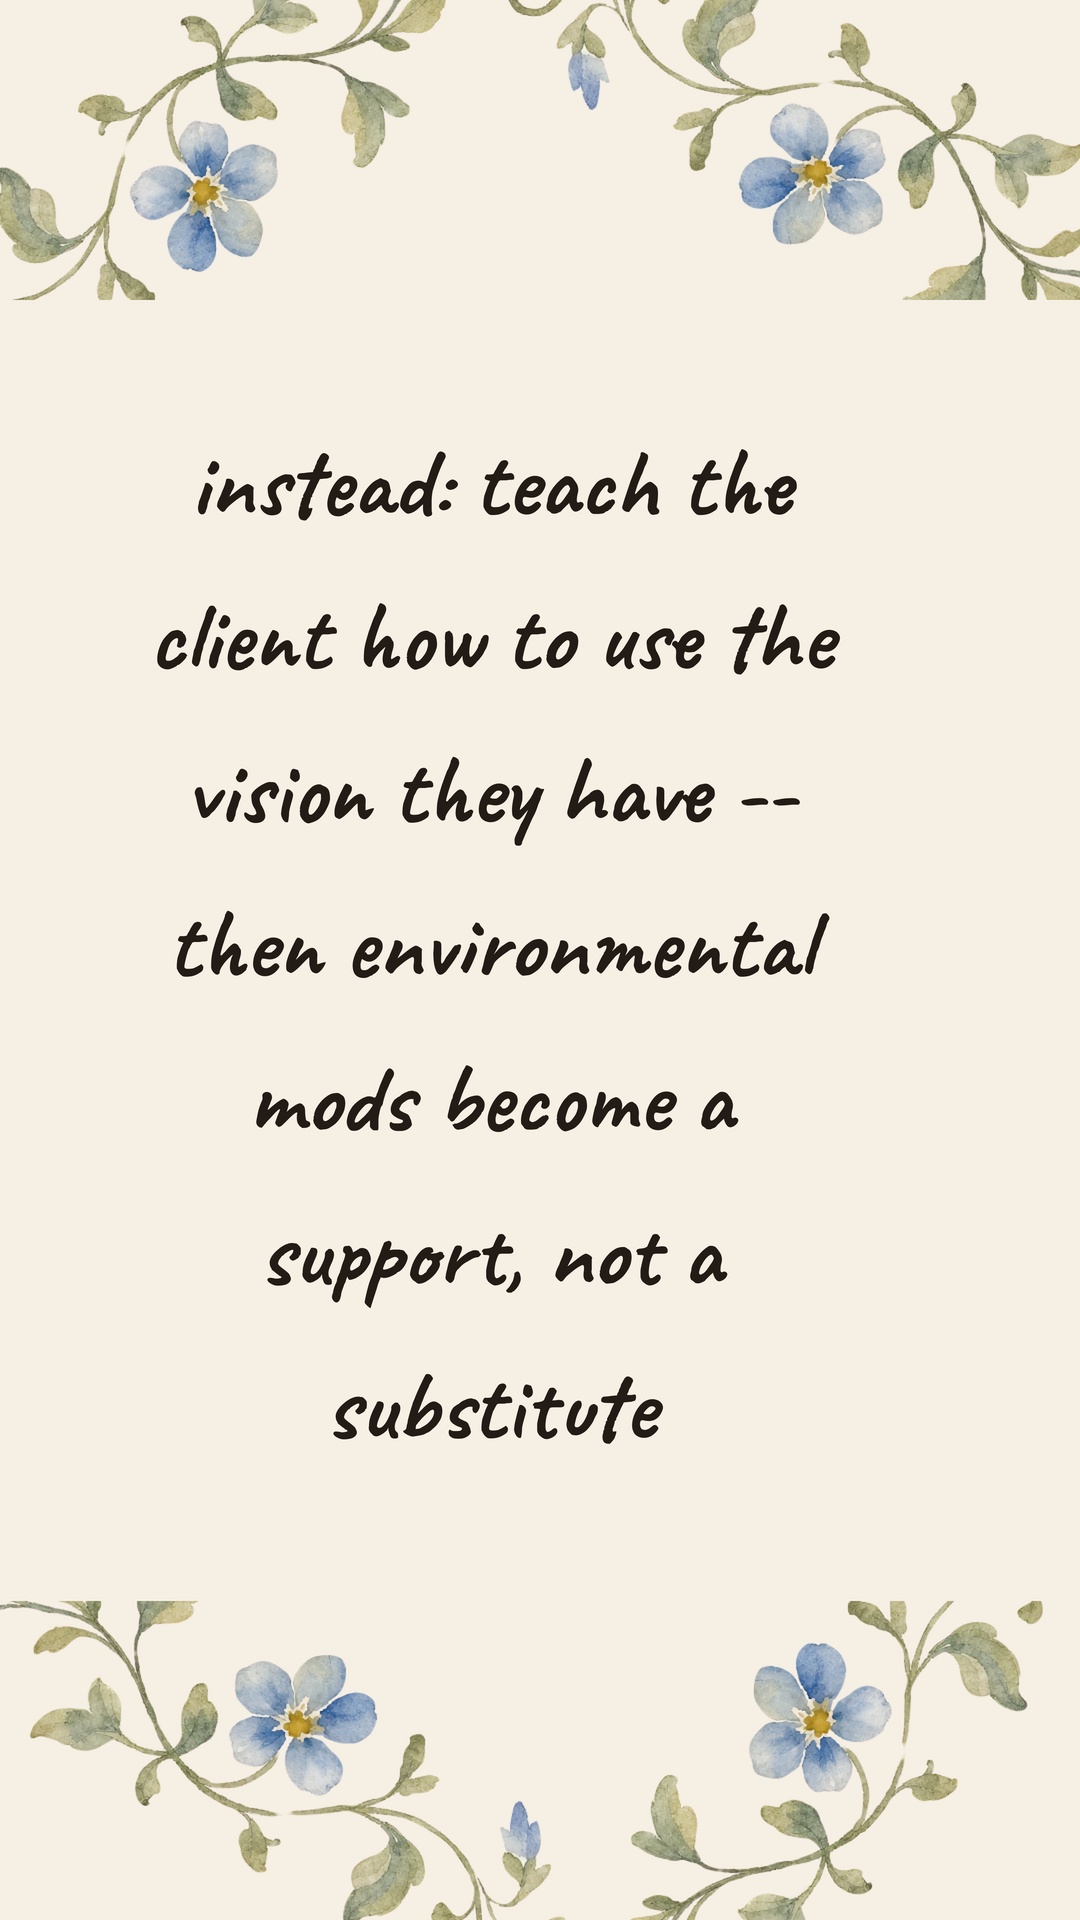 instead: teach the
client how to use the
vision they have --
then environmental
mods become a
support, not a
substitute